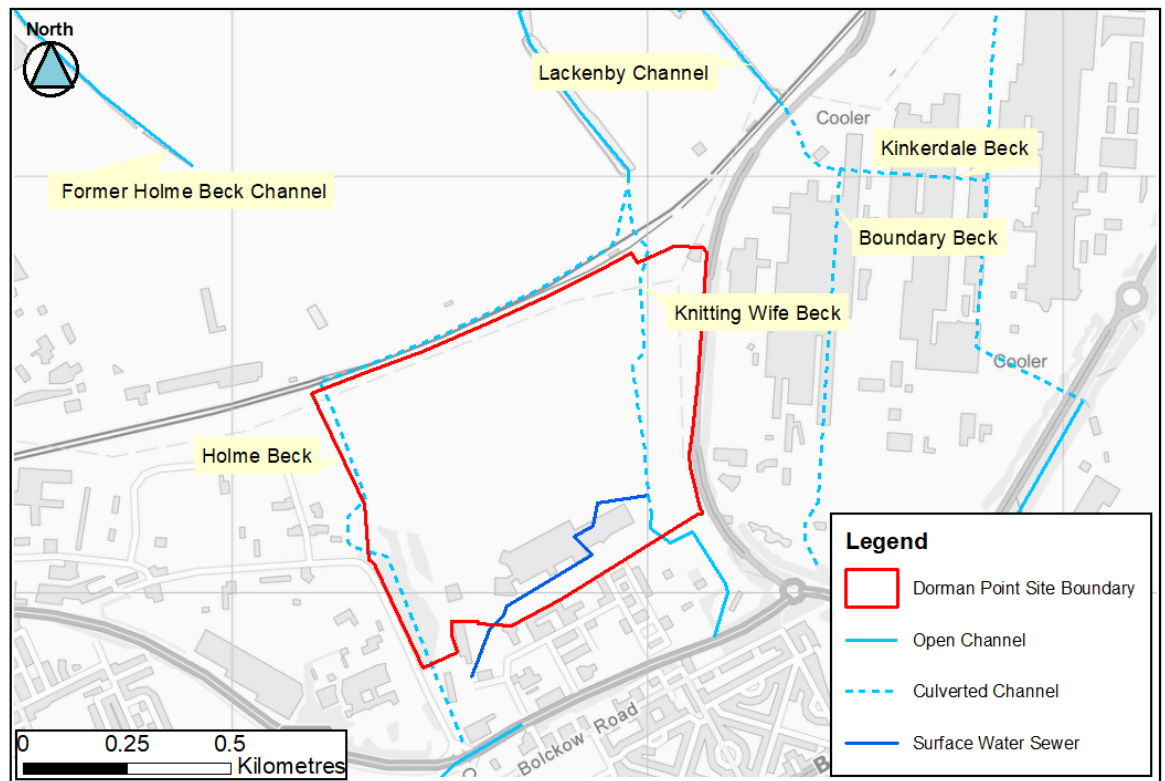 North
Lackenby Channel
Cooler
Kinkerdale Beck
Former Holme Beck Channel
Boundary Beck
Knitting Wife Beck
Cooler
Holme Beck
Legend
Dorman Point Site Boundary
Open Channel
Culverted Channel
Surface Water Sewer
Bolckow Road
0 0.25 0.5
Kilometres